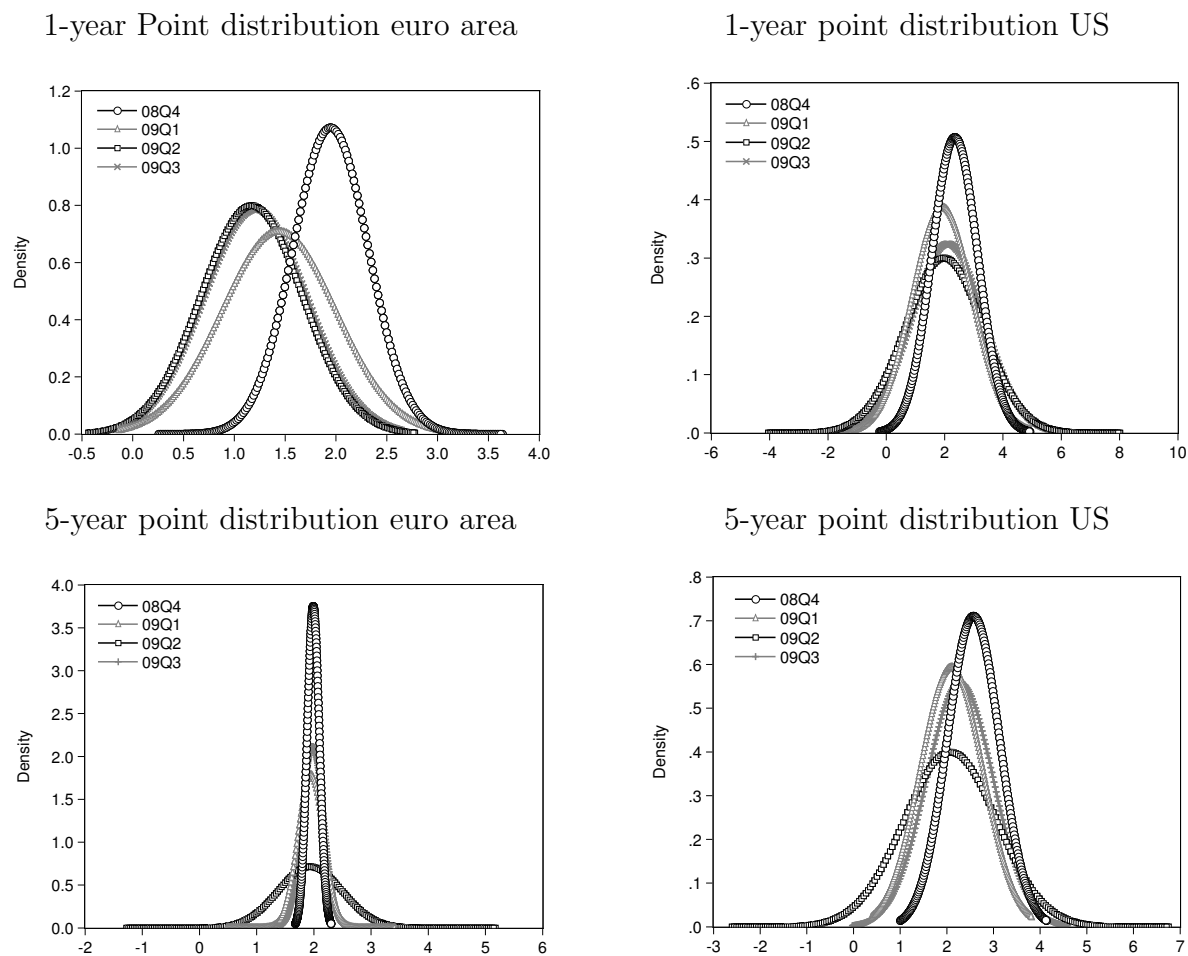 1-year Point distribution euro area
1-year point distribution US
1.2
1.0
0.8
0.6
0.4
0.2
0.0
Density
08Q4
09Q1
09Q2
09Q3
-0.5 0.0 0.5 1.0 1.5 2.0 2.5 3.0 3.5 4.0
.6
.5
.4
.3
.2
.1
.0
Density
08Q4
09Q1
09Q2
09Q3
-6 -4 -2 0 2 4 6 8 10
5-year point distribution euro area
5-year point distribution US
4.0
3.5
3.0
2.5
2.0
1.5
1.0
0.5
0.0
Density
08Q4
09Q1
09Q2
09Q3
-2 -1 0 1 2 3 4 5 6
.8
.7
.6
.5
.4
.3
.2
.1
.0
Density
08Q4
09Q1
09Q2
09Q3
-3 -2 -1 0 1 2 3 4 5 6 7